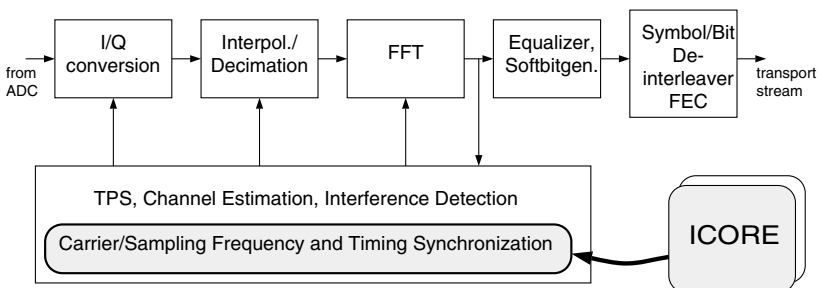 from
ADC
I/Q
conversion
Interpol./
Decimation
FFT
Equalizer,
Softbitgen.
Symbol/Bit
De-
interleaver
FEC
transport
stream
TPS, Channel Estimation, Interference Detection
Carrier/Sampling Frequency and Timing Synchronization
ICORE